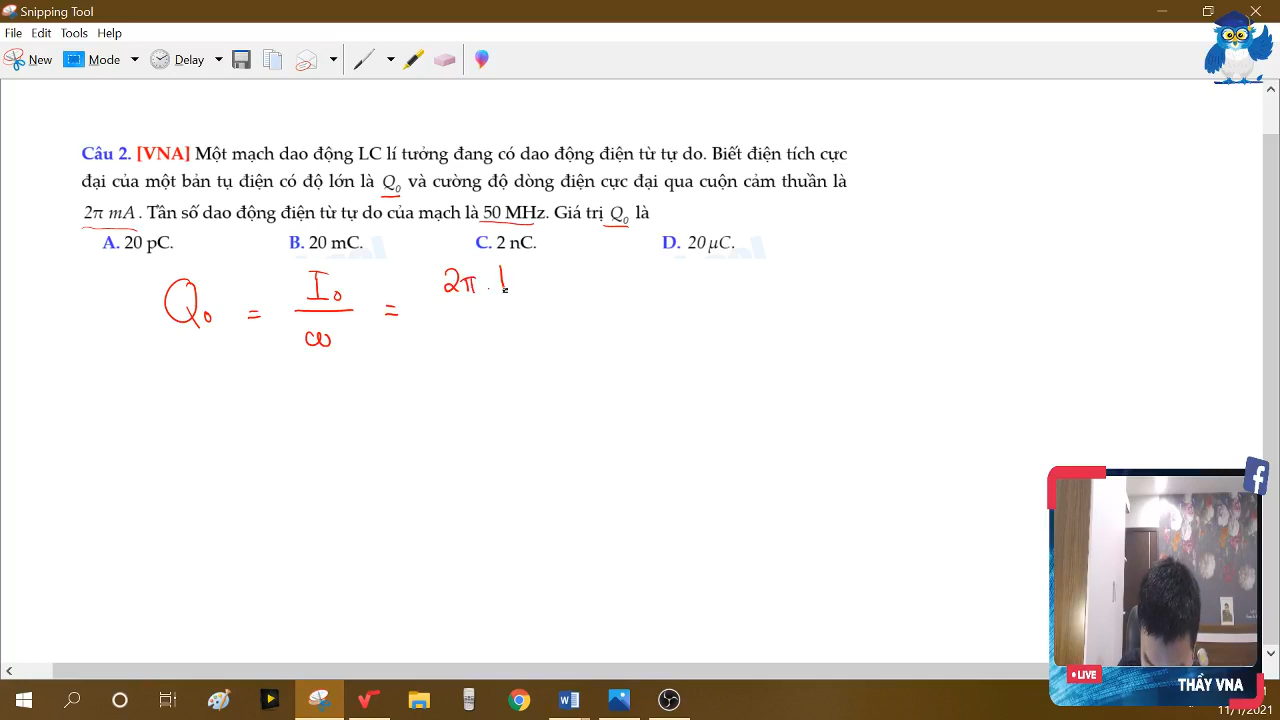 Snipping Tool
File Edit Tools Help
New Mode Delay
Câu 2. [VNA] Một mạch dao động LC lí tưởng đang có dao động điện từ tự do. Biết điện tích cực
đại của một bản tụ điện có độ lớn là Q₀ và cường độ dòng điện cực đại qua cuộn cảm thuần là
2π mA. Tần số dao động điện từ tự do của mạch là 50 MHz. Giá trị Q₀ là
A. 20 pC. B. 20 mC. C. 2 nC. D. 20 μC.
Q₀ = I₀ / ω = 2π . 1
f
LIVE THẦY VNA
11/1/2021